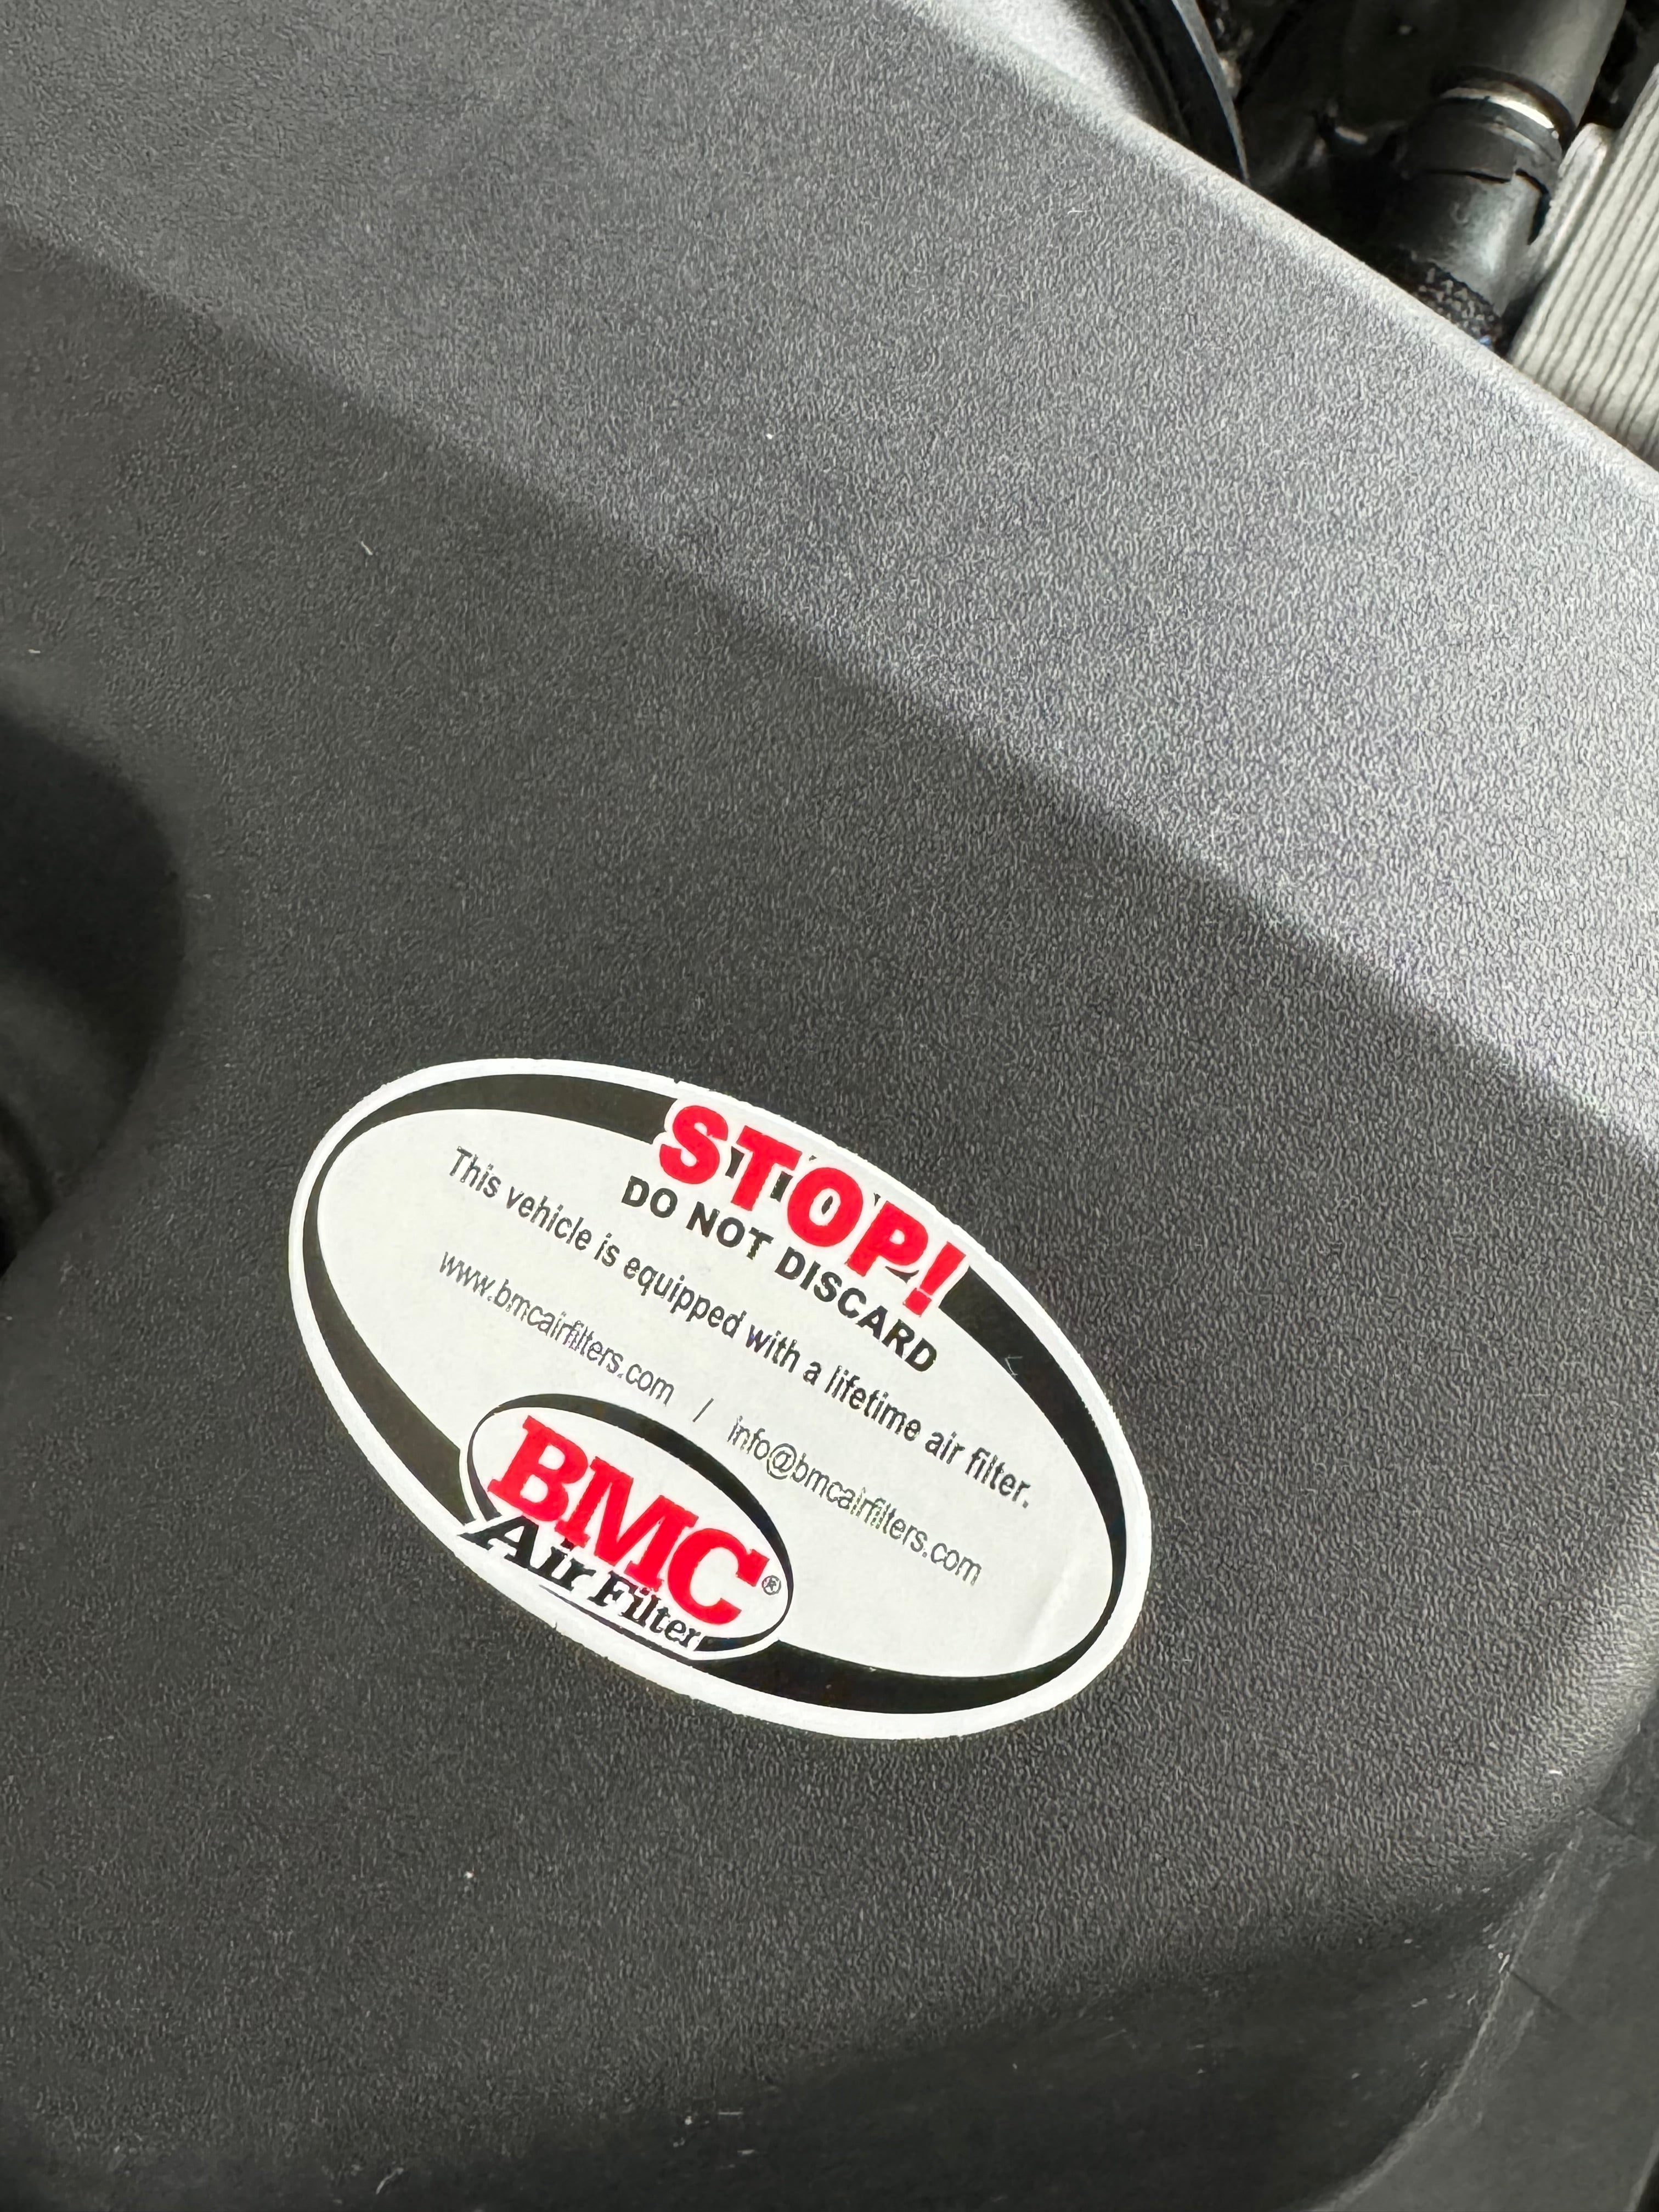 STOP!
DO NOT DISCARD
This vehicle is equipped with a lifetime air filter.
www.bmcairfilters.com / info@bmcairfilters.com
BMC®
Air Filter